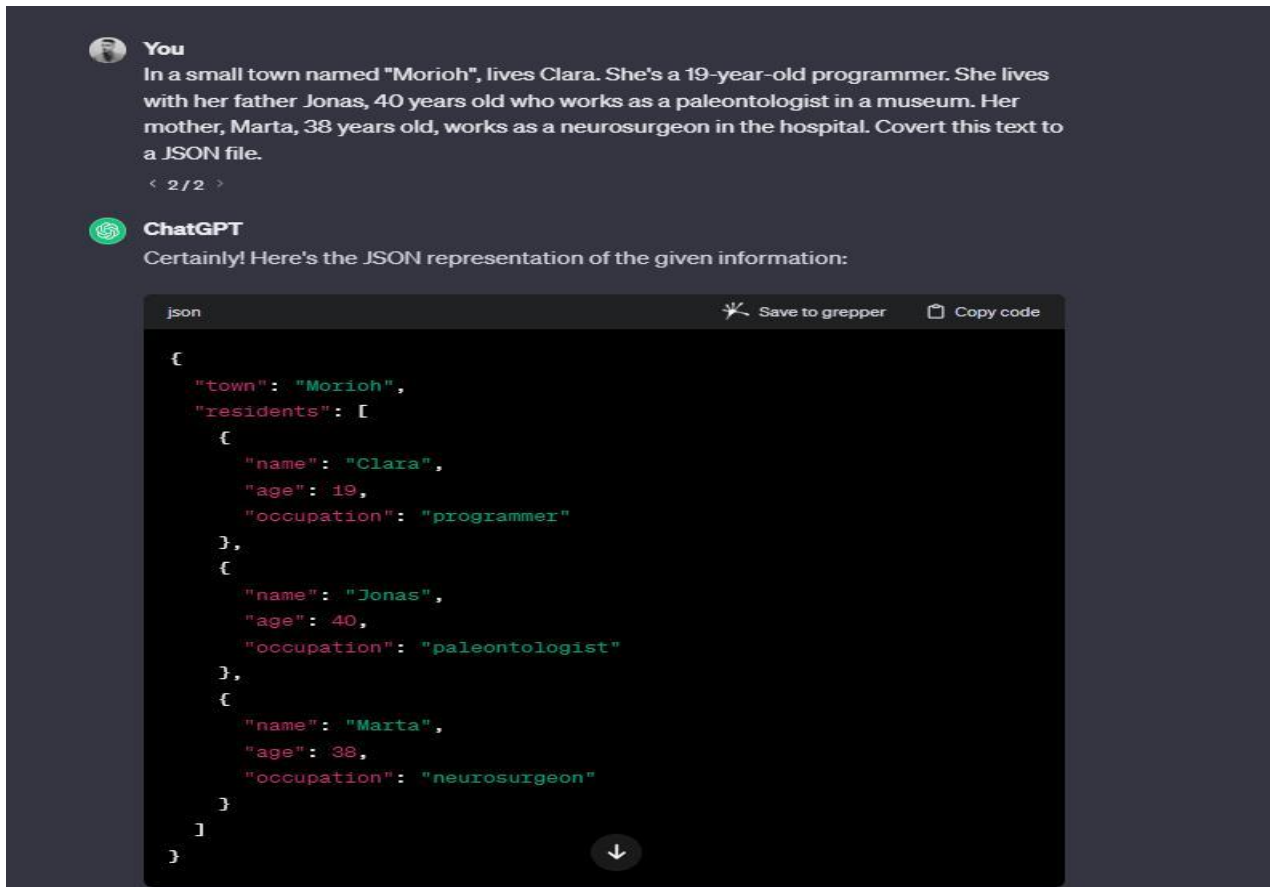 You
In a small town named "Morioh", lives Clara. She's a 19-year-old programmer. She lives
with her father Jonas, 40 years old who works as a paleontologist in a museum. Her
mother, Marta, 38 years old, works as a neurosurgeon in the hospital. Covert this text to
a JSON file.
< 2/2 >
ChatGPT
Certainly! Here's the JSON representation of the given information:
json Save to grepper Copy code
{
"town": "Morioh",
"residents": [
{
"name": "Clara",
"age": 19,
"occupation": "programmer"
},
{
"name": "Jonas",
"age": 40,
"occupation": "paleontologist"
},
{
"name": "Marta",
"age": 38,
"occupation": "neurosurgeon"
}
]
}